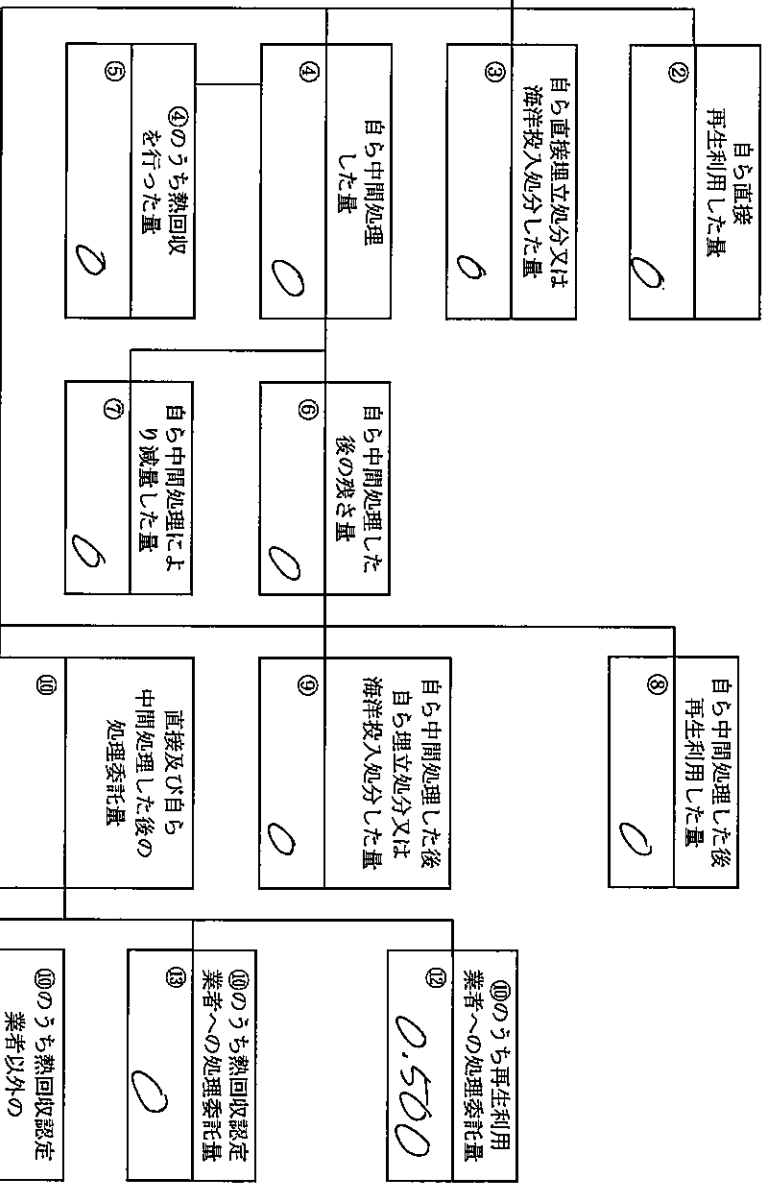 自ら直接
再生利用した量
②
0
自ら直接埋立処分又は
海洋投入処分した量
③
0
自ら中間処理
した量
④
0
④のうち熱回収
を行った量
⑤
0
自ら中間処理した
後の残さ量
⑥
0
自ら中間処理によ
り減量した量
⑦
0
自ら中間処理した後
再生利用した量
⑧
0
自ら中間処理した後
自ら埋立処分又は
海洋投入処分した量
⑨
0
直接及び自ら
中間処理した後の
処理委託量
⑩
⑩のうち再生利用
業者への処理委託量
⑫
0.500
⑩のうち熱回収認定
業者への処理委託量
⑬
0
⑩のうち熱回収認定
業者以外の